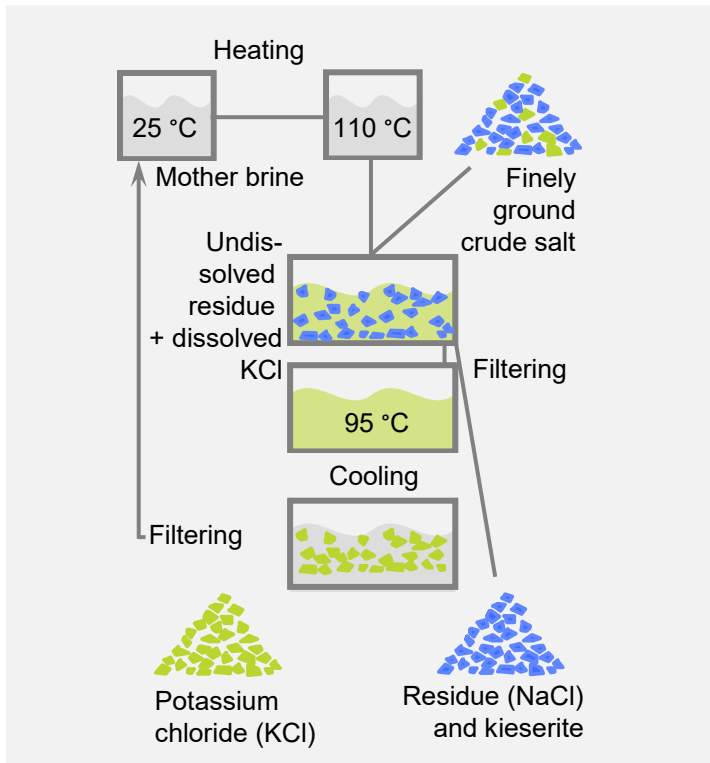 Heating
25 °C
110 °C
Mother brine
Finely
ground
crude salt
Undis-
solved
residue
+ dissolved
KCl
Filtering
95 °C
Cooling
Filtering
Potassium
chloride (KCl)
Residue (NaCl)
and kieserite